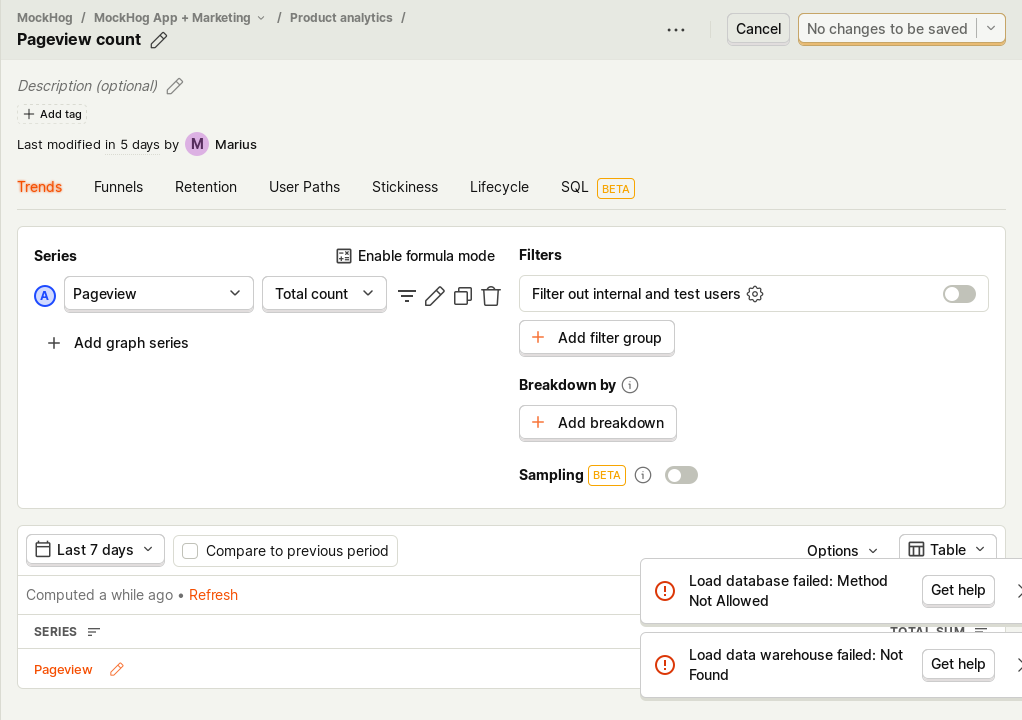 MockHog / MockHog App + Marketing / Product analytics /
Pageview count
Cancel
No changes to be saved
Description (optional)
Add tag
Last modified in 5 days by M Marius
Trends Funnels Retention User Paths Stickiness Lifecycle SQL BETA
Series
Enable formula mode
A Pageview Total count
Add graph series
Filters
Filter out internal and test users
Add filter group
Breakdown by
Add breakdown
Sampling BETA
Last 7 days
Compare to previous period
Options
Table
Computed a while ago • Refresh
SERIES
TOTAL SUM
Pageview
Load database failed: Method
Not Allowed
Get help
Load data warehouse failed: Not
Found
Get help